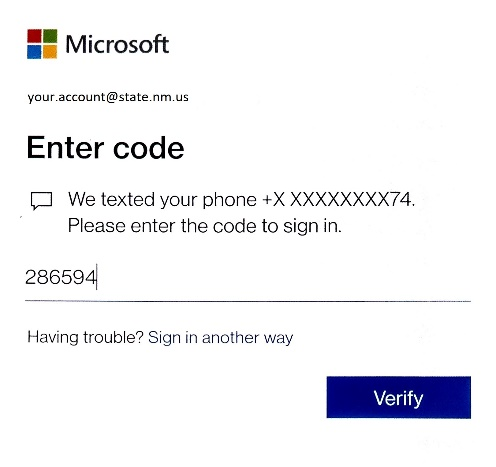 Microsoft
your.account@state.nm.us
Enter code
We texted your phone +X XXXXXXXX74.
Please enter the code to sign in.
286594
Having trouble? Sign in another way
Verify